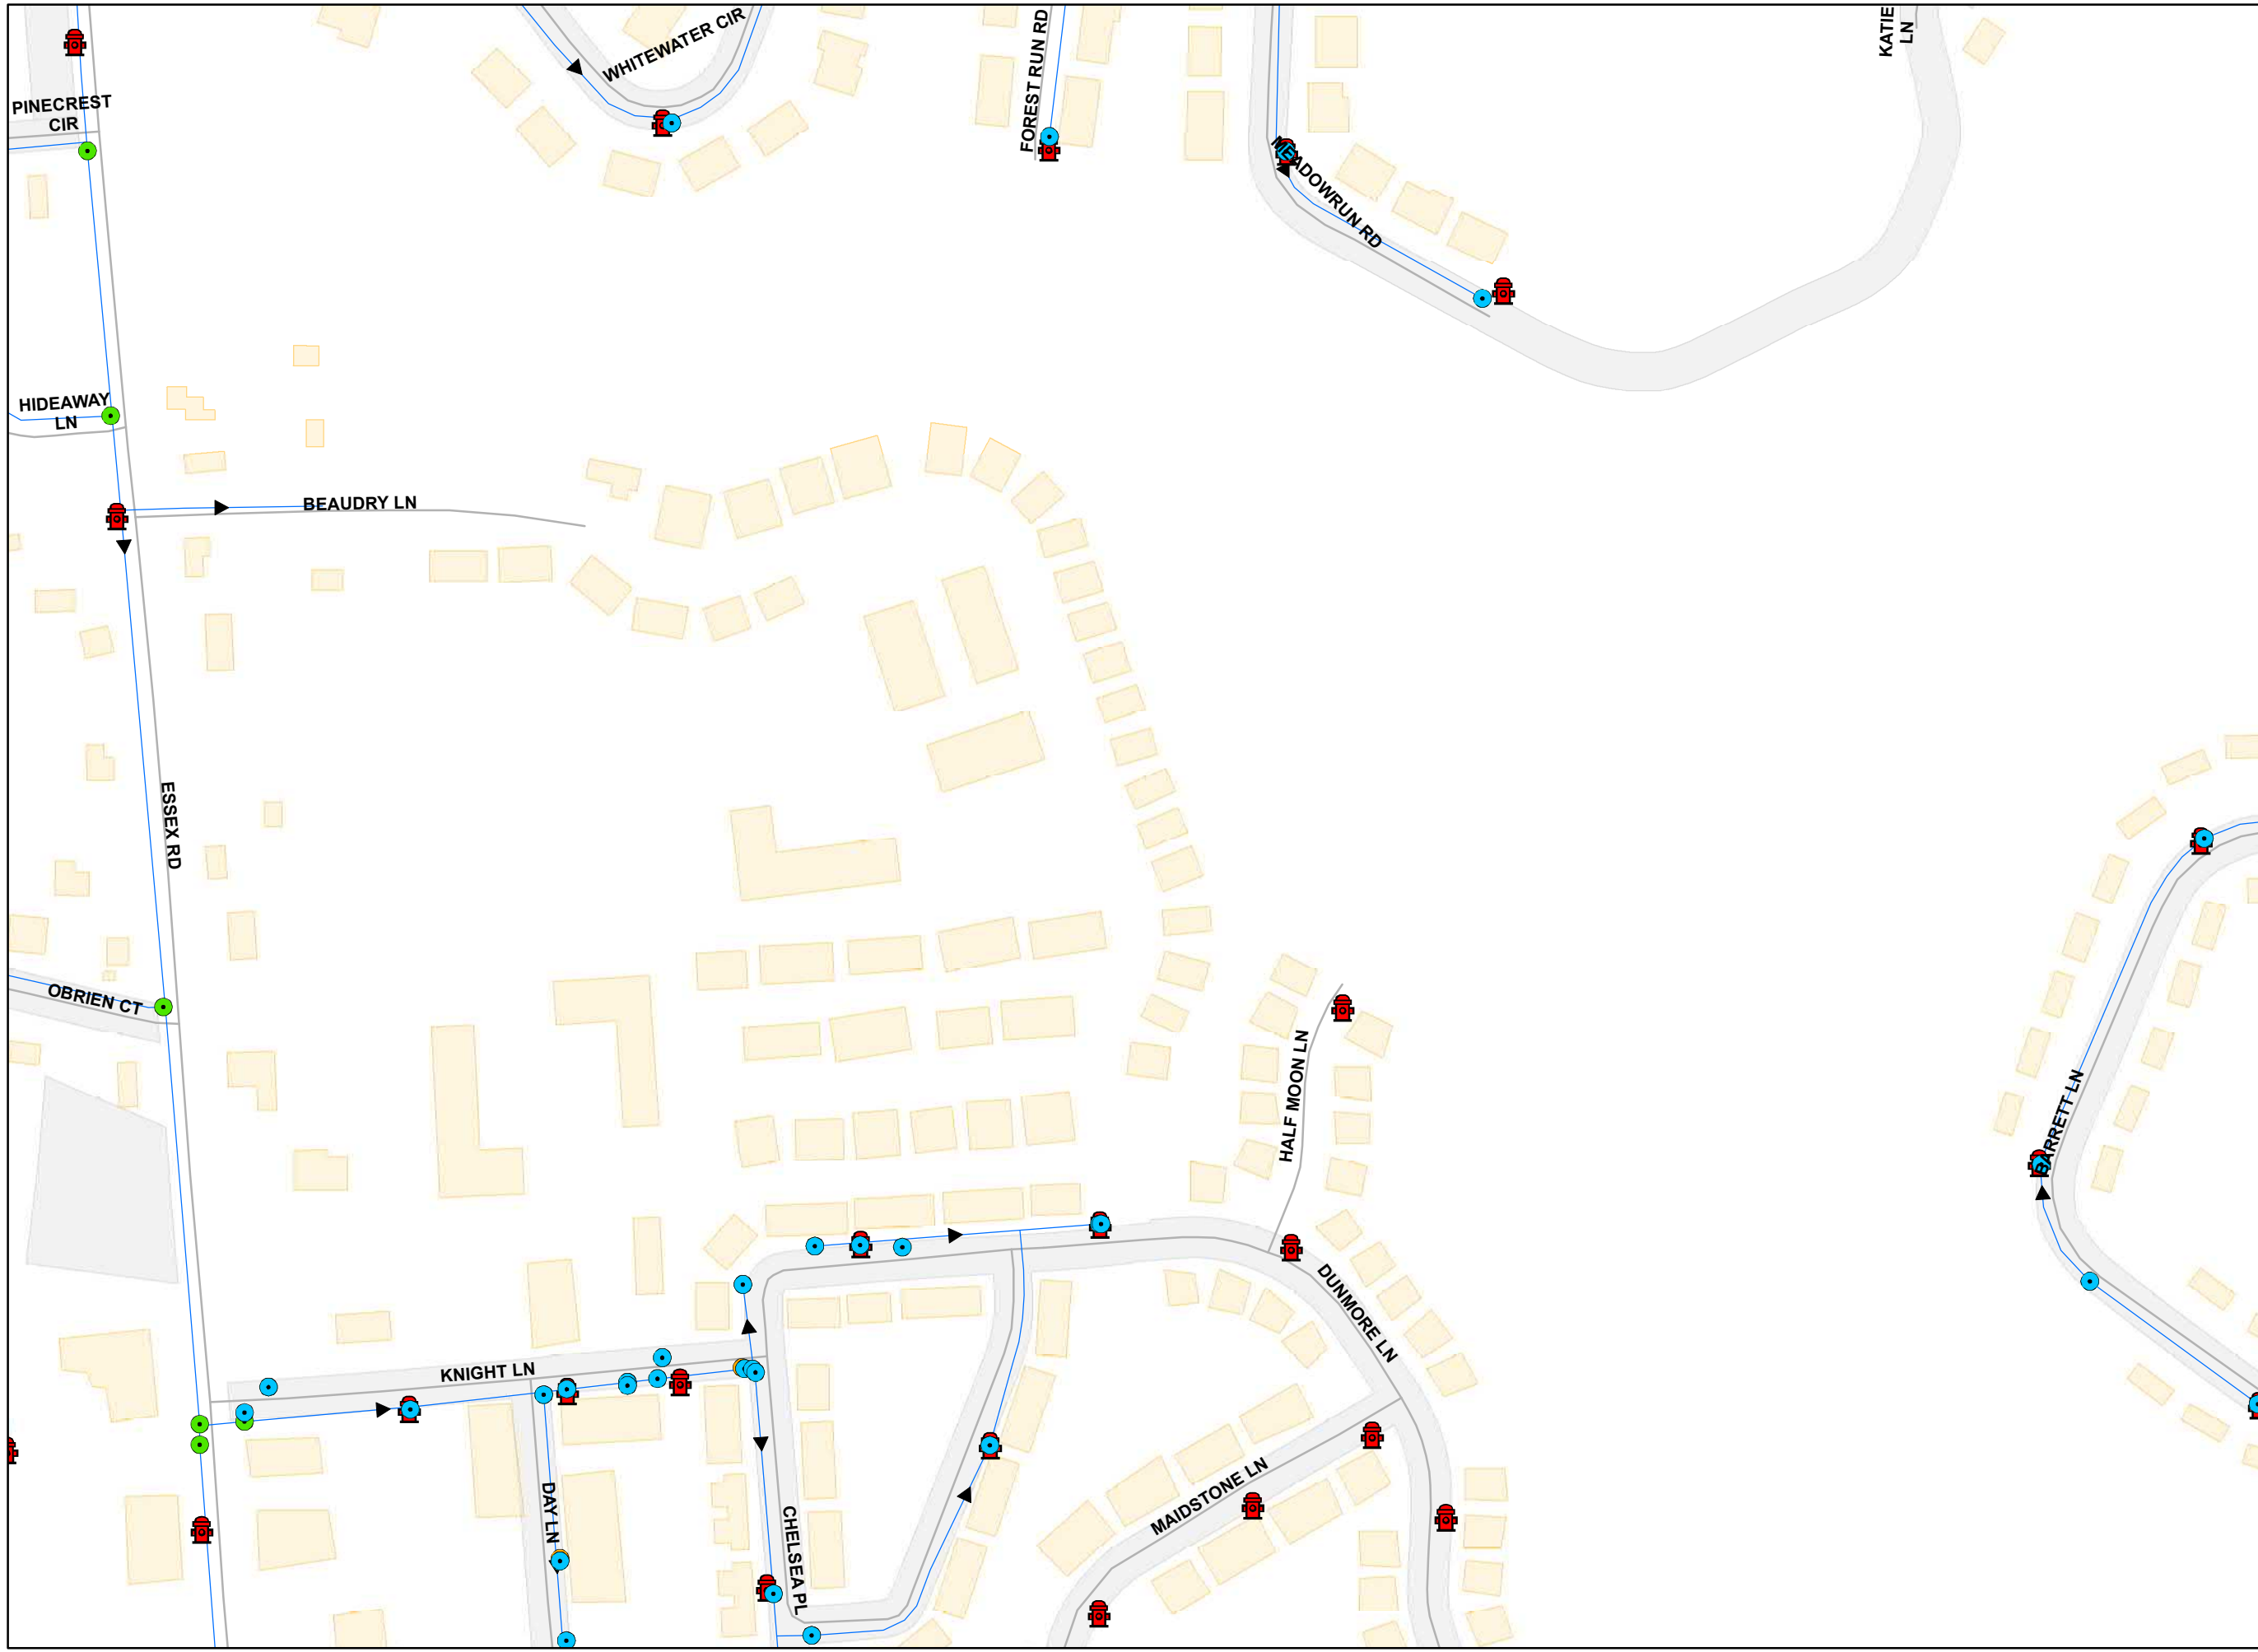 WHITEWATER CIR
FOREST RUN RD
KATIE
LN
PINECREST
CIR
MEADOWRUN RD
HIDEAWAY
LN
BEAUDRY LN
ESSEX RD
OBRIEN CT
HALF MOON LN
BARRETT LN
DUNMORE LN
KNIGHT LN
MAIDSTONE LN
DAY LN
CHELSEA PL